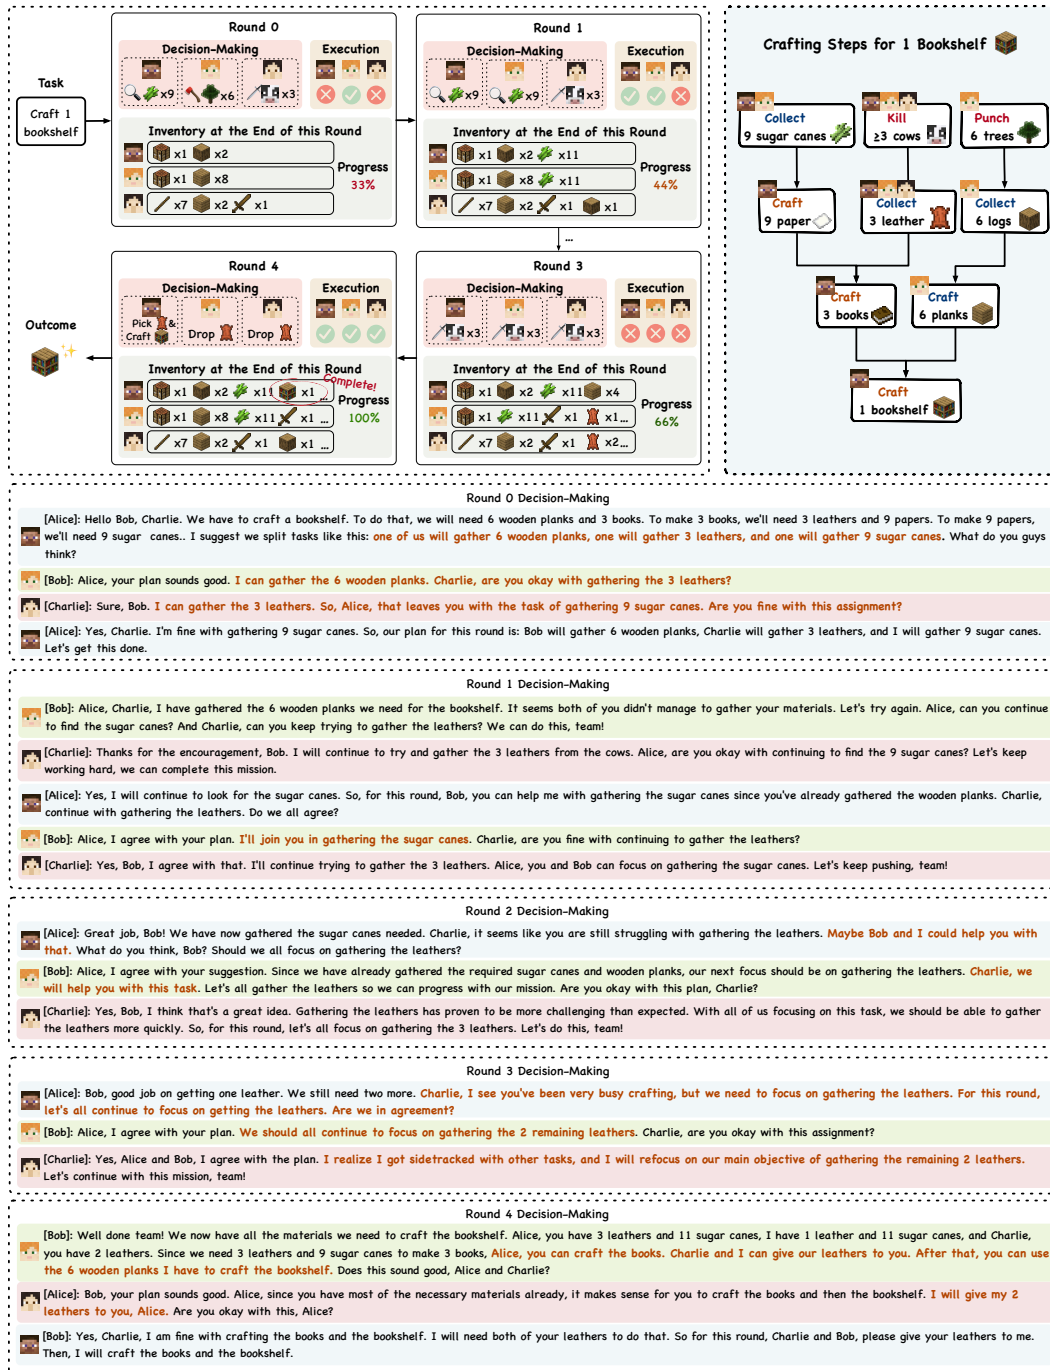 Task
Craft 1
bookshelf
Round 0
Decision-Making
Execution
x9
x6
x3
Inventory at the End of this Round
x1 x2
x1 x8
x7 x2 x1
Progress
33%
Round 1
Decision-Making
Execution
x9
x9
x3
Inventory at the End of this Round
x1 x2 x11
x1 x8 x11
x7 x2 x1 x1
Progress
44%
...
Round 4
Decision-Making
Execution
Pick &
Craft
Drop
Drop
Inventory at the End of this Round
x1 x2 x11 x1 ...
x1 x8 x11 x1 ...
x7 x2 x1 x1 ...
Complete!
Progress
100%
Outcome
Round 3
Decision-Making
Execution
x3
x3
x3
Inventory at the End of this Round
x1 x2 x11 x4
x1 x11 x1 x1...
x7 x2 x1 x2...
Progress
66%
Crafting Steps for 1 Bookshelf
Collect
9 sugar canes
Kill
≥3 cows
Punch
6 trees
Craft
9 paper
Collect
3 leather
Collect
6 logs
Craft
3 books
Craft
6 planks
Craft
1 bookshelf
Round 0 Decision-Making
[Alice]: Hello Bob, Charlie. We have to craft a bookshelf. To do that, we will need 6 wooden planks and 3 books. To make 3 books, we'll need 3 leathers and 9 papers. To make 9 papers,
we'll need 9 sugar canes.. I suggest we split tasks like this: one of us will gather 6 wooden planks, one will gather 3 leathers, and one will gather 9 sugar canes. What do you guys
think?
[Bob]: Alice, your plan sounds good. I can gather the 6 wooden planks. Charlie, are you okay with gathering the 3 leathers?
[Charlie]: Sure, Bob. I can gather the 3 leathers. So, Alice, that leaves you with the task of gathering 9 sugar canes. Are you fine with this assignment?
[Alice]: Yes, Charlie. I'm fine with gathering 9 sugar canes. So, our plan for this round is: Bob will gather 6 wooden planks, Charlie will gather 3 leathers, and I will gather 9 sugar canes.
Let's get this done.
Round 1 Decision-Making
[Bob]: Alice, Charlie, I have gathered the 6 wooden planks we need for the bookshelf. It seems both of you didn't manage to gather your materials. Let's try again. Alice, can you continue
to find the sugar canes? And Charlie, can you keep trying to gather the leathers? We can do this, team!
[Charlie]: Thanks for the encouragement, Bob. I will continue to try and gather the 3 leathers from the cows. Alice, are you okay with continuing to find the 9 sugar canes? Let's keep
working hard, we can complete this mission.
[Alice]: Yes, I will continue to look for the sugar canes. So, for this round, Bob, you can help me with gathering the sugar canes since you've already gathered the wooden planks. Charlie,
continue with gathering the leathers. Do we all agree?
[Bob]: Alice, I agree with your plan. I'll join you in gathering the sugar canes. Charlie, are you fine with continuing to gather the leathers?
[Charlie]: Yes, Bob, I agree with that. I'll continue trying to gather the 3 leathers. Alice, you and Bob can focus on gathering the sugar canes. Let's keep pushing, team!
Round 2 Decision-Making
[Alice]: Great job, Bob! We have now gathered the sugar canes needed. Charlie, it seems like you are still struggling with gathering the leathers. Maybe Bob and I could help you with
that. What do you think, Bob? Should we all focus on gathering the leathers?
[Bob]: Alice, I agree with your suggestion. Since we have already gathered the required sugar canes and wooden planks, our next focus should be on gathering the leathers. Charlie, we
will help you with this task. Let's all gather the leathers so we can progress with our mission. Are you okay with this plan, Charlie?
[Charlie]: Yes, Bob, I think that's a great idea. Gathering the leathers has proven to be more challenging than expected. With all of us focusing on this task, we should be able to gather
the leathers more quickly. So, for this round, let's all focus on gathering the 3 leathers. Let's do this, team!
Round 3 Decision-Making
[Alice]: Bob, good job on getting one leather. We still need two more. Charlie, I see you've been very busy crafting, but we need to focus on gathering the leathers. For this round,
let's all continue to focus on getting the leathers. Are we in agreement?
[Bob]: Alice, I agree with your plan. We should all continue to focus on gathering the 2 remaining leathers. Charlie, are you okay with this assignment?
[Charlie]: Yes, Alice and Bob, I agree with the plan. I realize I got sidetracked with other tasks, and I will refocus on our main objective of gathering the remaining 2 leathers.
Let's continue with this mission, team!
Round 4 Decision-Making
[Bob]: Well done team! We now have all the materials we need to craft the bookshelf. Alice, you have 3 leathers and 11 sugar canes, I have 1 leather and 11 sugar canes, and Charlie,
you have 2 leathers. Since we need 3 leathers and 9 sugar canes to make 3 books, Alice, you can craft the books. Charlie and I can give our leathers to you. After that, you can use
the 6 wooden planks I have to craft the bookshelf. Does this sound good, Alice and Charlie?
[Alice]: Bob, your plan sounds good. Alice, since you have most of the necessary materials already, it makes sense for you to craft the books and then the bookshelf. I will give my 2
leathers to you, Alice. Are you okay with this, Alice?
[Bob]: Yes, Charlie, I am fine with crafting the books and the bookshelf. I will need both of your leathers to do that. So for this round, Charlie and Bob, please give your leathers to me.
Then, I will craft the books and the bookshelf.